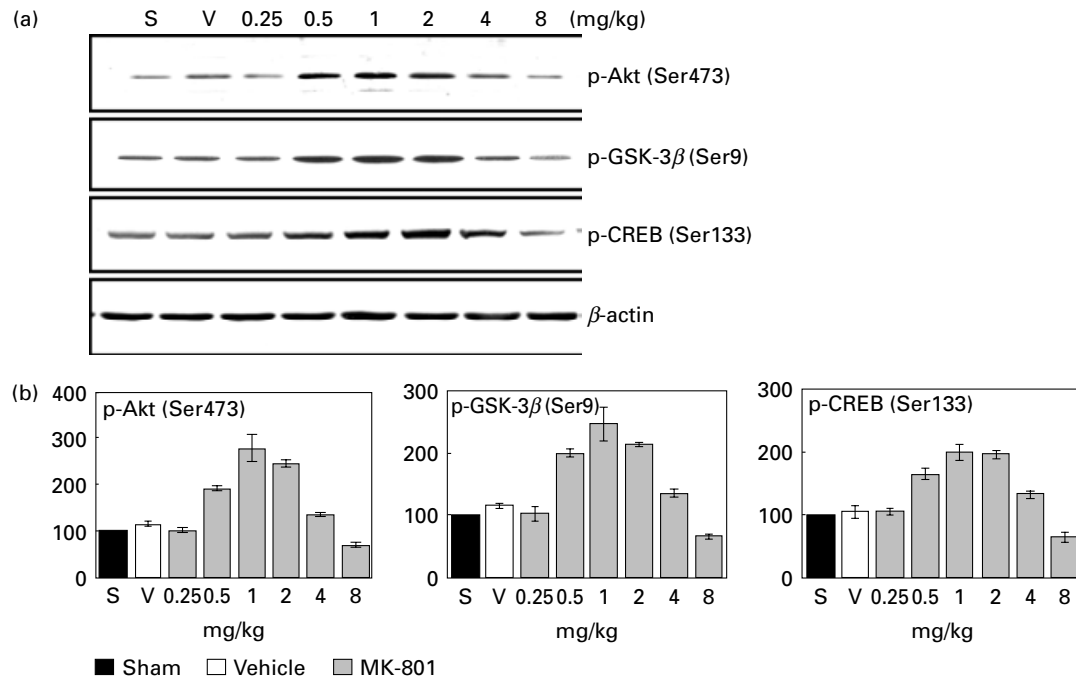 (a) S V 0.25 0.5 1 2 4 8 (mg/kg)
p-Akt (Ser473)
p-GSK-3β (Ser9)
p-CREB (Ser133)
β-actin
(b)
p-Akt (Ser473)
400
300
200
100
0
S V 0.25 0.5 1 2 4 8
mg/kg
p-GSK-3β (Ser9)
300
200
100
0
S V 0.25 0.5 1 2 4 8
mg/kg
p-CREB (Ser133)
300
200
100
0
S V 0.25 0.5 1 2 4 8
mg/kg
Sham Vehicle MK-801